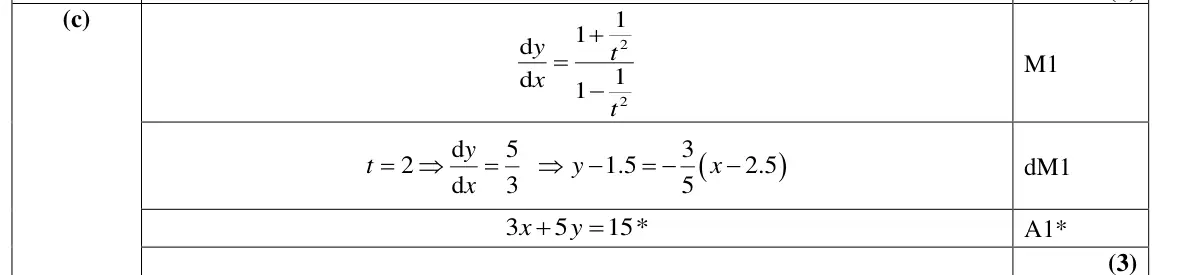 (c) dy/dx = (1 + 1/t²)/(1 − 1/t²) M1
t = 2 ⇒ dy/dx = 5/3 ⇒ y − 1.5 = −3/5 (x − 2.5) dM1
3x + 5y = 15 * A1*
(3)